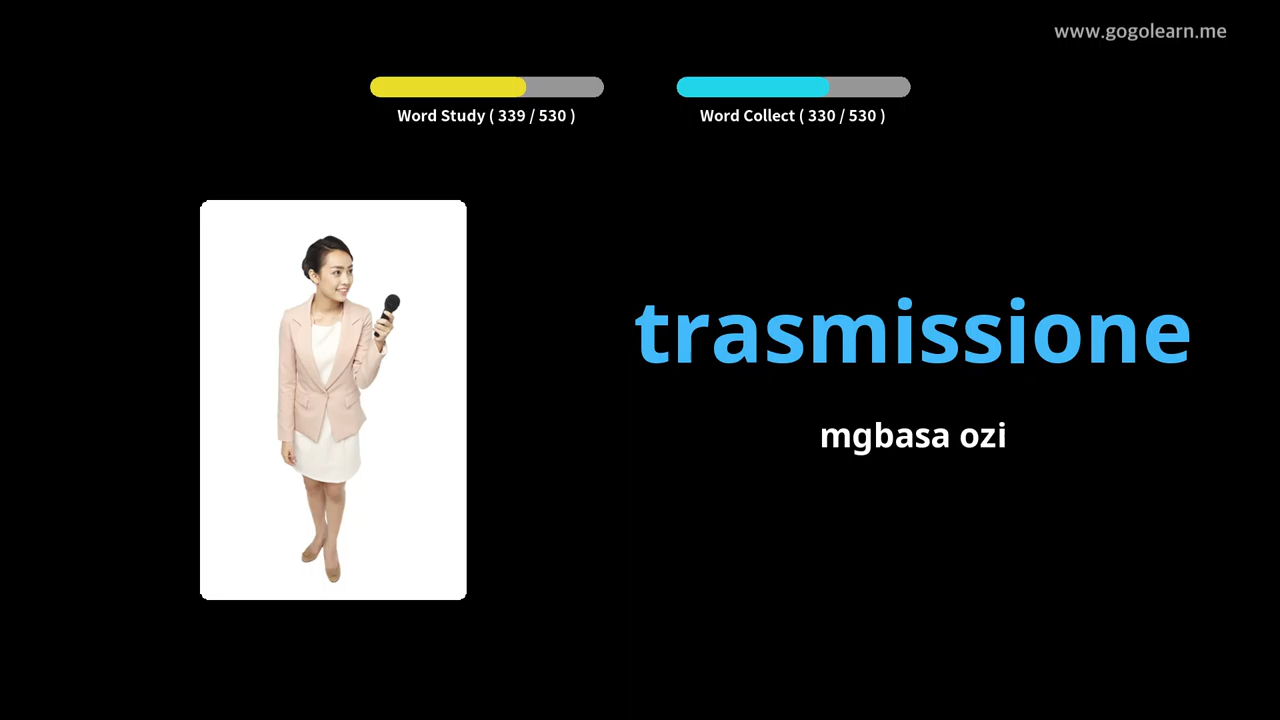 www.gogolearn.me
Word Study ( 339 / 530 )
Word Collect ( 330 / 530 )
trasmissione
mgbasa ozi